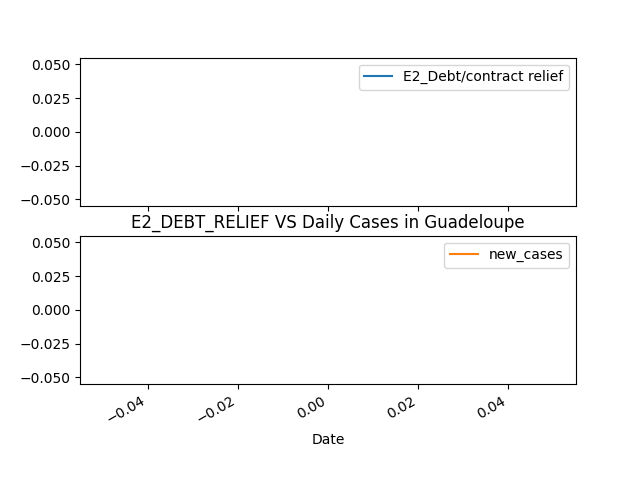 0.050
E2_Debt/contract relief
0.025
0.000
−0.025
−0.050
E2_DEBT_RELIEF VS Daily Cases in Guadeloupe
0.050
new_cases
0.025
0.000
−0.025
−0.050
−0.04 −0.02 0.00 0.02 0.04
Date